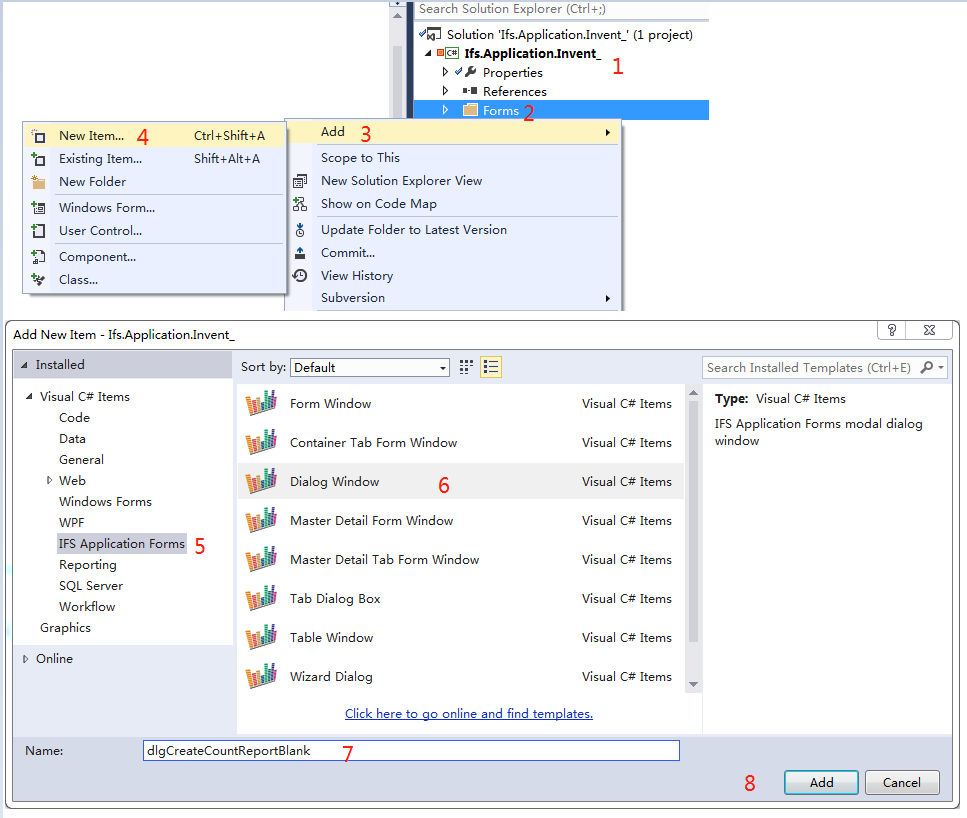 Search Solution Explorer (Ctrl+;)
Solution 'Ifs.Application.Invent_' (1 project)
Ifs.Application.Invent_ 1
Properties
References
Forms 2
Add 3
Scope to This
New Solution Explorer View
Show on Code Map
Update Folder to Latest Version
Commit...
View History
Subversion
New Item... 4 Ctrl+Shift+A
Existing Item... Shift+Alt+A
New Folder
Windows Form...
User Control...
Component...
Class...
Add New Item - Ifs.Application.Invent_
Installed
Sort by: Default
Search Installed Templates (Ctrl+E)
Visual C# Items
Code
Data
General
Web
Windows Forms
WPF
IFS Application Forms 5
Reporting
SQL Server
Workflow
Graphics
Online
Form Window Visual C# Items
Container Tab Form Window Visual C# Items
Dialog Window 6 Visual C# Items
Master Detail Form Window Visual C# Items
Master Detail Tab Form Window Visual C# Items
Tab Dialog Box Visual C# Items
Table Window Visual C# Items
Wizard Dialog Visual C# Items
Click here to go online and find templates.
Type: Visual C# Items
IFS Application Forms modal dialog
window
Name: dlgCreateCountReportBlank 7
8 Add Cancel